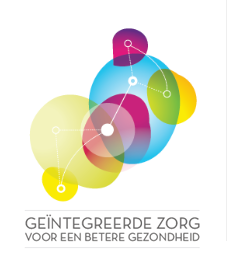 GEÏNTEGREERDE ZORG
VOOR EEN BETERE GEZONDHEID